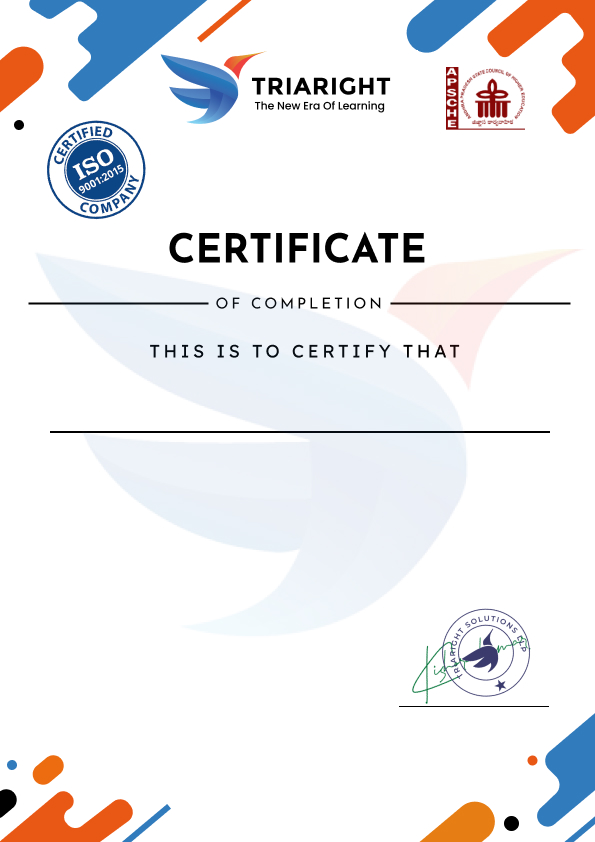 TRIARIGHT
The New Era Of Learning
APSCHE
ANDHRA PRADESH STATE COUNCIL OF HIGHER EDUCATION
CERTIFIED
ISO
9001:2015
COMPANY
CERTIFICATE
OF COMPLETION
THIS IS TO CERTIFY THAT
TRIARIGHT SOLUTIONS LLP